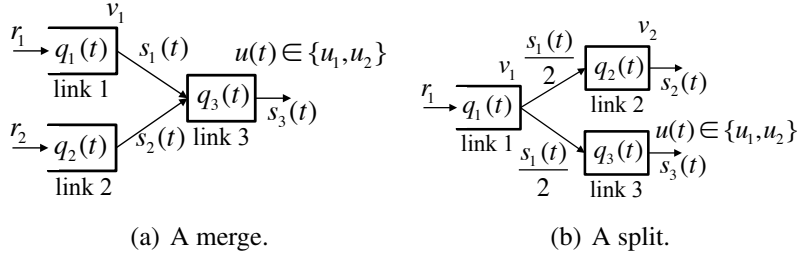 v₁
r₁ q₁(t) s₁(t) u(t) ∈ {u₁,u₂}
link 1 q₃(t) s₃(t)
r₂ q₂(t) s₂(t) link 3
link 2
(a) A merge.
v₂
v₁ s₁(t)/2 q₂(t) s₂(t)
r₁ q₁(t) link 2
link 1 s₁(t)/2 q₃(t) u(t) ∈ {u₁,u₂}
s₃(t)
link 3
(b) A split.